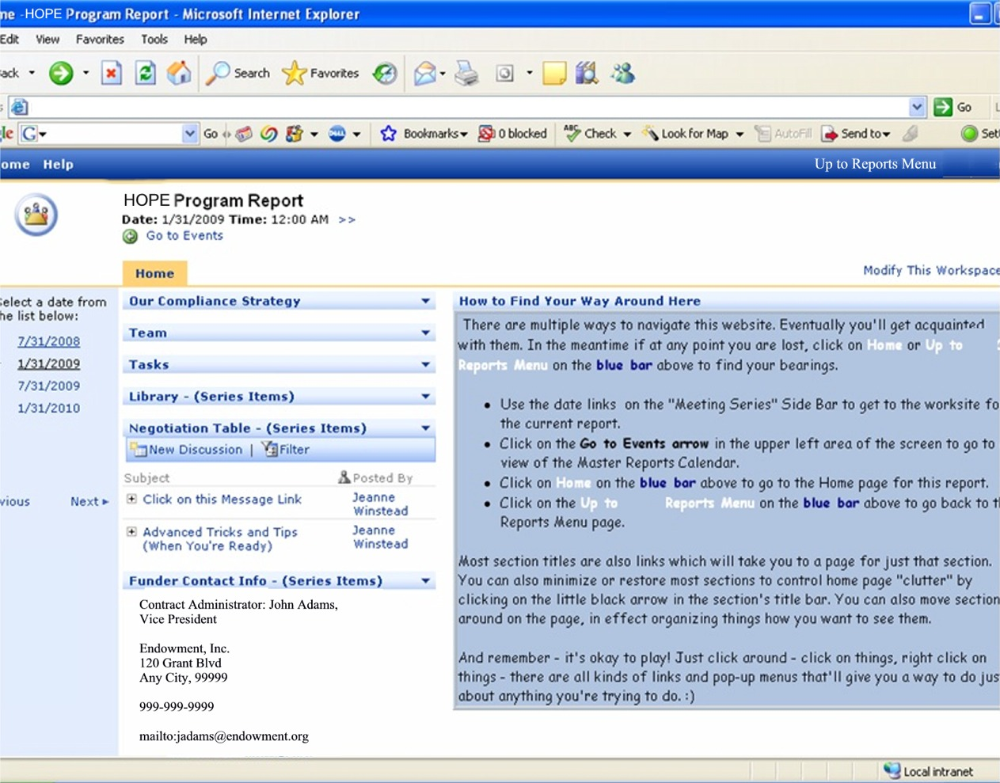 me - HOPE Program Report - Microsoft Internet Explorer
Edit View Favorites Tools Help
ack Search Favorites
Go
le G Go Bookmarks 0 blocked ABC Check Look for Map AutoFill Send to Sett
ome Help Up to Reports Menu
HOPE Program Report
Date: 1/31/2009 Time: 12:00 AM >>
Go to Events
Home
Modify This Workspace
Select a date from
he list below:
7/31/2008
1/31/2009
7/31/2009
1/31/2010
vious Next
Our Compliance Strategy
Team
Tasks
Library - (Series Items)
Negotiation Table - (Series Items)
New Discussion | Filter
Subject Posted By
Click on this Message Link Jeanne
Winstead
Advanced Tricks and Tips Jeanne
(When You're Ready) Winstead
Funder Contact Info - (Series Items)
Contract Administrator: John Adams,
Vice President
Endowment, Inc.
120 Grant Blvd
Any City, 99999
999-999-9999
mailto:jadams@endowment.org
How to Find Your Way Around Here
There are multiple ways to navigate this website. Eventually you'll get acquainted
with them. In the meantime if at any point you are lost, click on Home or Up to
Reports Menu on the blue bar above to find your bearings.
• Use the date links on the "Meeting Series" Side Bar to get to the worksite fo
the current report.
• Click on the Go to Events arrow in the upper left area of the screen to go to
view of the Master Reports Calendar.
• Click on Home on the blue bar above to go to the Home page for this report.
• Click on the Up to Reports Menu on the blue bar above to go back to th
Reports Menu page.
Most section titles are also links which will take you to a page for just that section.
You can also minimize or restore most sections to control home page "clutter" by
clicking on the little black arrow in the section's title bar. You can also move section
around on the page, in effect organizing things how you want to see them.
And remember - it's okay to play! Just click around - click on things, right click on
things - there are all kinds of links and pop-up menus that'll give you a way to do jus
about anything you're trying to do. :)
Local intranet